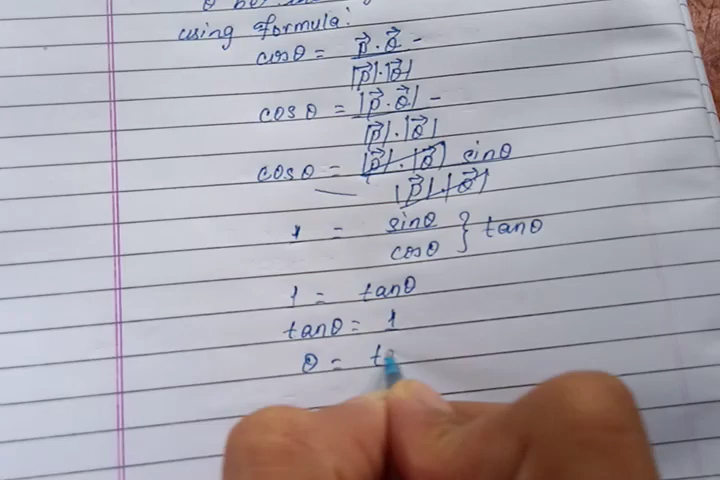 using formula:
cosθ = P⃗ · Q⃗ -
|P⃗| · |Q⃗|
cosθ = |P⃗ · Q⃗| -
|P⃗| · |Q⃗|
cosθ = |P⃗| · |Q⃗| sinθ
|P⃗| · |Q⃗|
1 = sinθ } tanθ
cosθ
1 = tanθ
tanθ = 1
θ = t